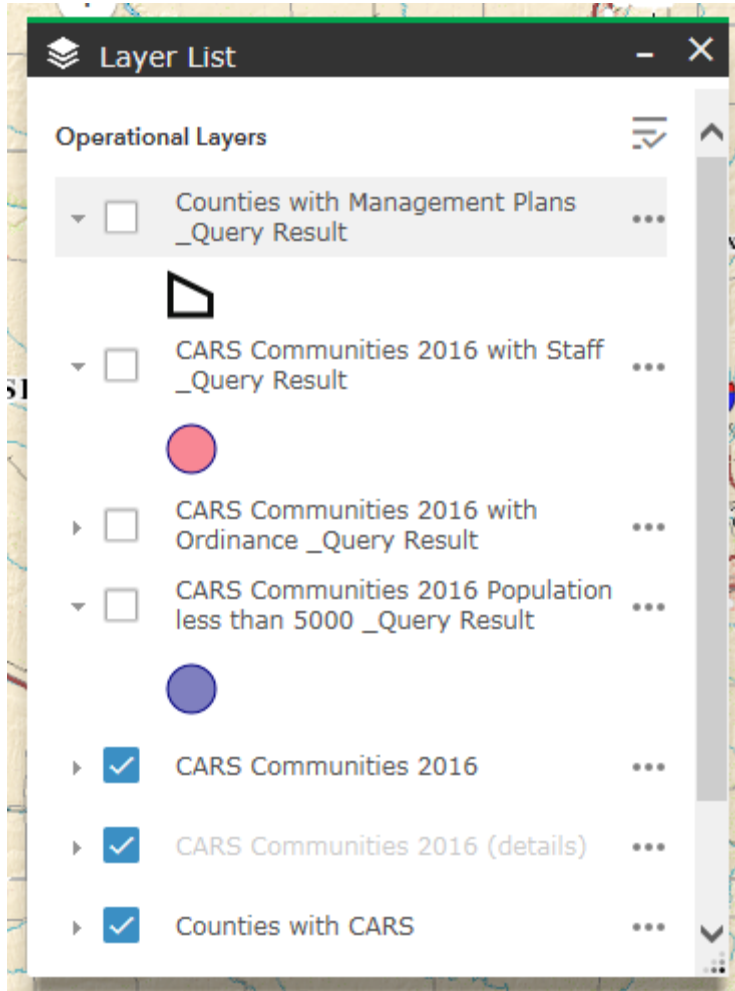 Layer List
Operational Layers
Counties with Management Plans
_Query Result
CARS Communities 2016 with Staff
_Query Result
CARS Communities 2016 with
Ordinance _Query Result
CARS Communities 2016 Population
less than 5000 _Query Result
CARS Communities 2016
CARS Communities 2016 (details)
Counties with CARS